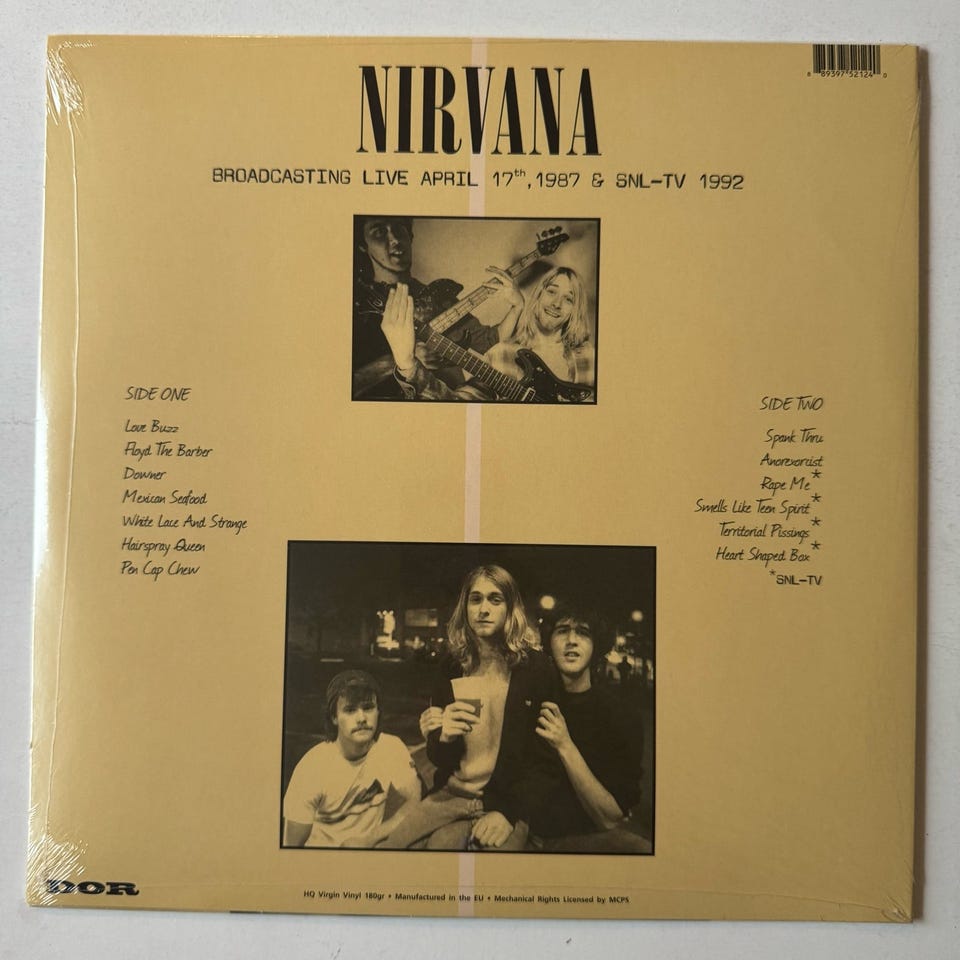 8 89397 52124 0
NIRVANA
BROADCASTING LIVE APRIL 17th, 1987 & SNL-TV 1992
SIDE ONE
Love Buzz
Floyd The Barber
Downer
Mexican Seafood
White Lace And Strange
Hairspray Queen
Pen Cap Chew
SIDE TWO
Spank Thru
Anorexorcist
Rape Me*
Smells Like Teen Spirit*
Territorial Pissings*
Heart Shaped Box*
*SNL-TV
DOR
HQ Virgin Vinyl 180gr • Manufactured in the EU • Mechanical Rights Licensed by MCPS